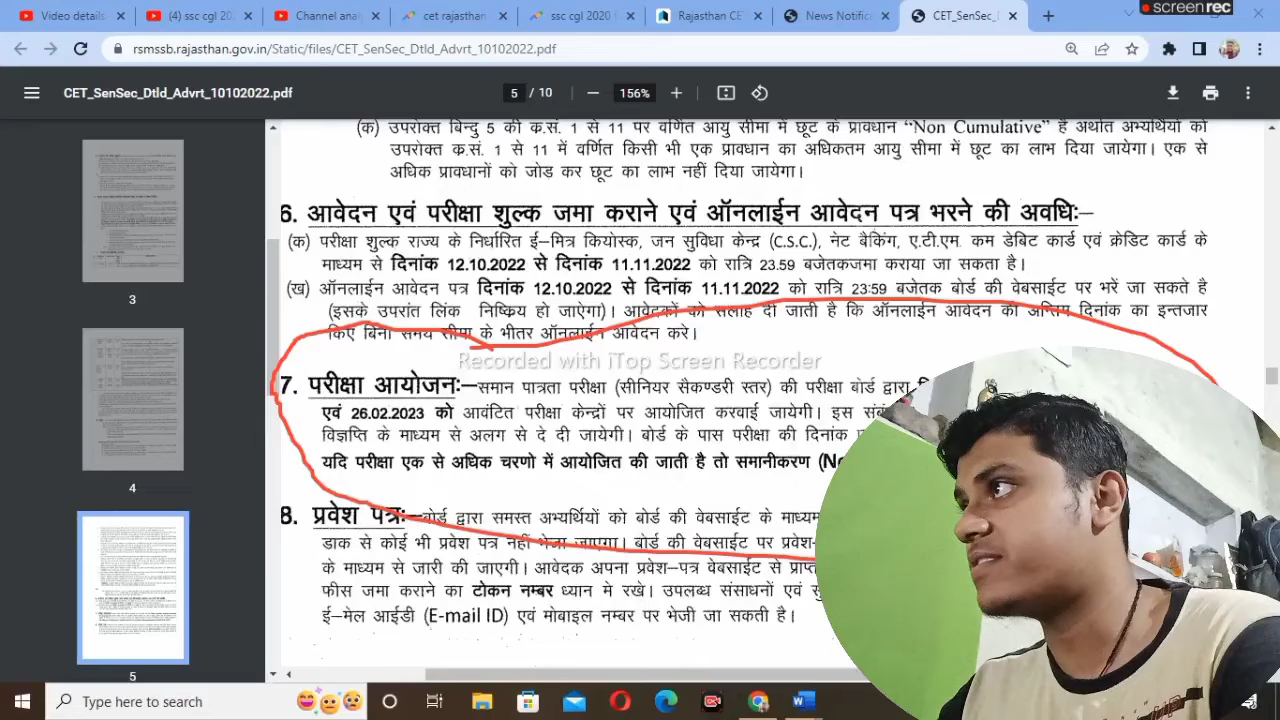 screenrec
cet rajasthan
ssc cgl 2020
ssc cgl 2020
Rajasthan CET
News Notific
CET_SenSec_D
rsmssb.rajasthan.gov.in/Static/files/CET_SenSec_Dtld_Advrt_10102022.pdf
CET_SenSec_Dtld_Advrt_10102022.pdf
5 / 10
156%
(क) उपरोक्त बिन्दु 5 की क्र.सं. 1 से 11 पर वर्णित आयु सीमा में छूट के प्रावधान "Non Cumulative" है अर्थात अभ्यर्थियों को
उपरोक्त क्र.सं. 1 से 11 में वर्णित किसी भी एक प्रावधान का अधिकतम आयु सीमा में छूट का लाभ दिया जायेगा। एक से
अधिक प्रावधानों को जोड कर छूट का लाभ नहीं दिया जायेगा।
6. आवेदन एवं परीक्षा शुल्क जमा कराने एवं ऑनलाईन आवेदन पत्र भरने की अवधिः–
(क) परीक्षा शुल्क राज्य के निर्धारित ई–मित्र कियोस्क, जन सुविधा केन्द्र (C.S.C.), नेट बैकिंग, ए.टी.एम. कम डेबिट कार्ड एवं क्रेडिट कार्ड के
माध्यम से दिनांक 12.10.2022 से दिनांक 11.11.2022 को रात्रि 23.59 बजेतकजमा कराया जा सकता है।
(ख) ऑनलाईन आवेदन पत्र दिनांक 12.10.2022 से दिनांक 11.11.2022 को रात्रि 23:59 बजेतक बोर्ड की वेबसाईट पर भरें जा सकते है
(इसके उपरांत लिंक निष्क्रिय हो जाऐगा)। आवेदकों को सलाह दी जाती है कि ऑनलाईन आवेदन की अन्तिम दिनांक का इन्तजार
किए बिना समय सीमा के भीतर ऑनलाईन आवेदन करे।
Recorded with iTop Screen Recorder
7. परीक्षा आयोजनः–समान पात्रता परीक्षा (सीनियर सेकण्डरी स्तर) की परीक्षा बोर्ड द्वारा
एवं 26.02.2023 को आवंटित परीक्षा केन्द्रों पर आयोजित करवाई जायेगी। इस
विज्ञप्ति के माध्यम से अलग से दी जायेगी। बोर्ड के पास परीक्षा की दिनांक
यदि परीक्षा एक से अधिक चरणो मे आयोजित की जाती है तो समानीकरण
8. प्रवेश पत्रः–बोर्ड द्वारा समस्त अभ्यर्थियों को बोर्ड की वेबसाईट के
डाक से कोई भी प्रवेश पत्र नहीं जाएगा। बोर्ड की वेबसाईट पर प्रवेश
के माध्यम से जारी की जाएगी। आवेदक अपना प्रवेश–पत्र वेबसाईट से
फीस जमा कराने का टोकन नम्बर ध्यान मे रखें। उपलब्ध संसाधनों एवं
ई–मेल आईडी (E-mail ID) एवं मोबाईल नम्बर पर भेजी जा सकती है।
3
4
5
Type here to search